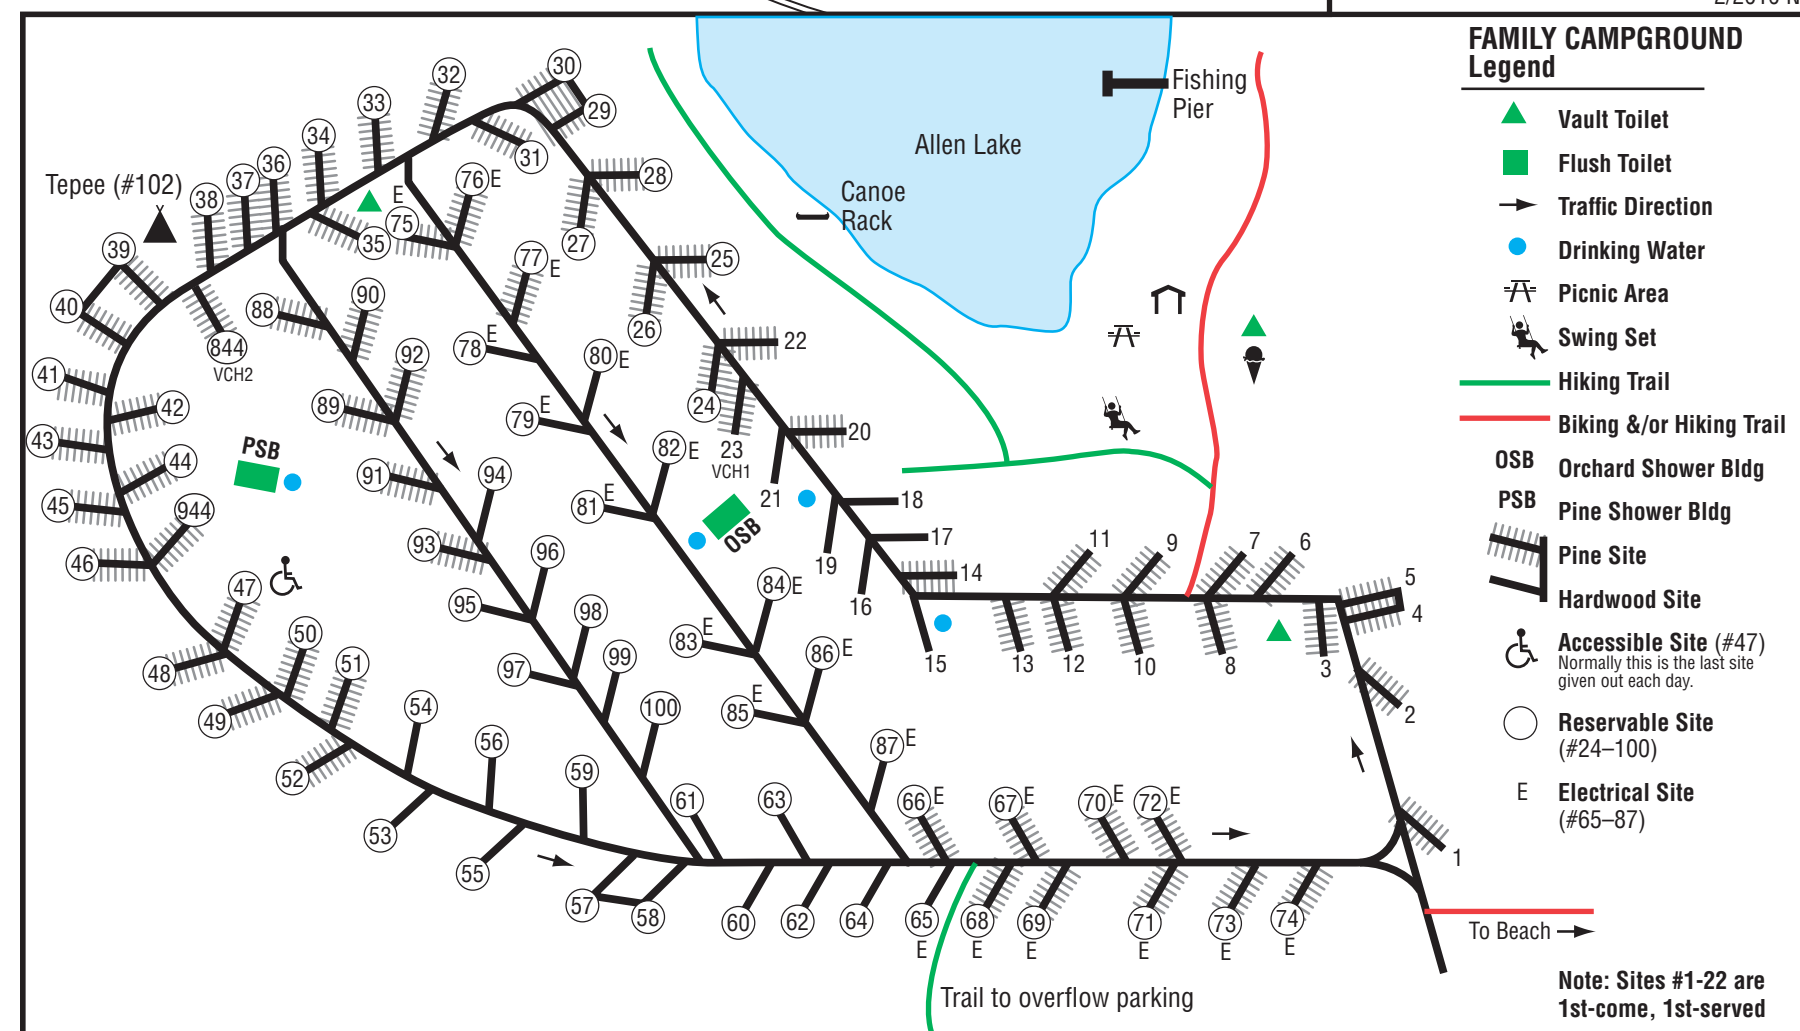 2/2016 N
FAMILY CAMPGROUND
Legend
Vault Toilet
Flush Toilet
Traffic Direction
Drinking Water
Picnic Area
Swing Set
Hiking Trail
Biking &/or Hiking Trail
OSB Orchard Shower Bldg
PSB Pine Shower Bldg
Pine Site
Hardwood Site
Accessible Site (#47)
Normally this is the last site
given out each day.
Reservable Site
(#24–100)
E Electrical Site
(#65–87)
Note: Sites #1-22 are
1st-come, 1st-served
Fishing
Pier
Allen Lake
Canoe
Rack
Tepee (#102)
30
32
29
33
34
31
36
37
38
76 E
28
E
75
35
27
39
77 E
25
40
90
88
26
844
VCH2
E
78
80 E
22
92
41
89
42
E
79
24
23
VCH1
20
43
PSB
44
91
94
82 E
E
81
21
18
45
944
OSB
17
46
93
96
19
14
11
9
7
6
5
4
47
95
98
84 E
16
48
50
51
97
99
E
83
86 E
15
13
12
10
8
3
49
54
100
E
85
2
52
56
59
87 E
53
55
61
63
66 E
67 E
70 E
72 E
1
57
58
60
62
64
65
E
68
E
69
71
E
73
E
74
E
To Beach
Trail to overflow parking